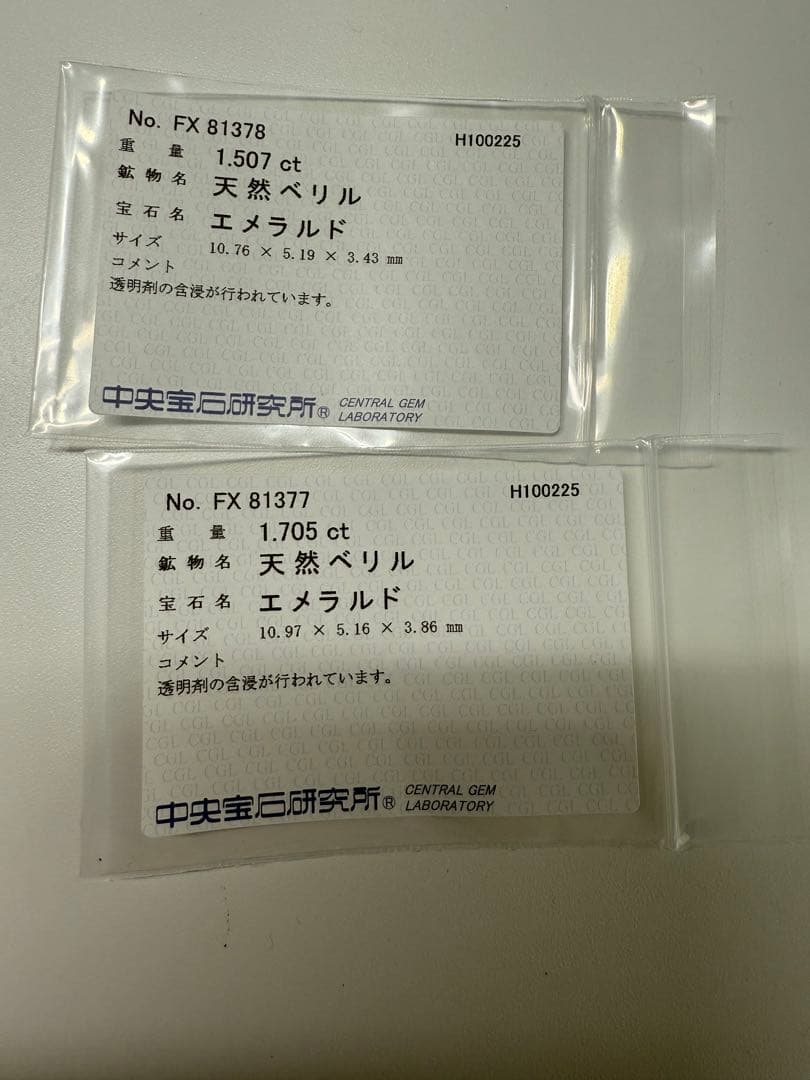 No. FX 81378
H100225
重量 1.507 ct
鉱物名 天然ベリル
宝石名 エメラルド
サイズ 10.76 × 5.19 × 3.43 mm
コメント
透明剤の含浸が行われています。
中央宝石研究所® CENTRAL GEM
LABORATORY
No. FX 81377
H100225
重量 1.705 ct
鉱物名 天然ベリル
宝石名 エメラルド
サイズ 10.97 × 5.16 × 3.86 mm
コメント
透明剤の含浸が行われています。
中央宝石研究所® CENTRAL GEM
LABORATORY